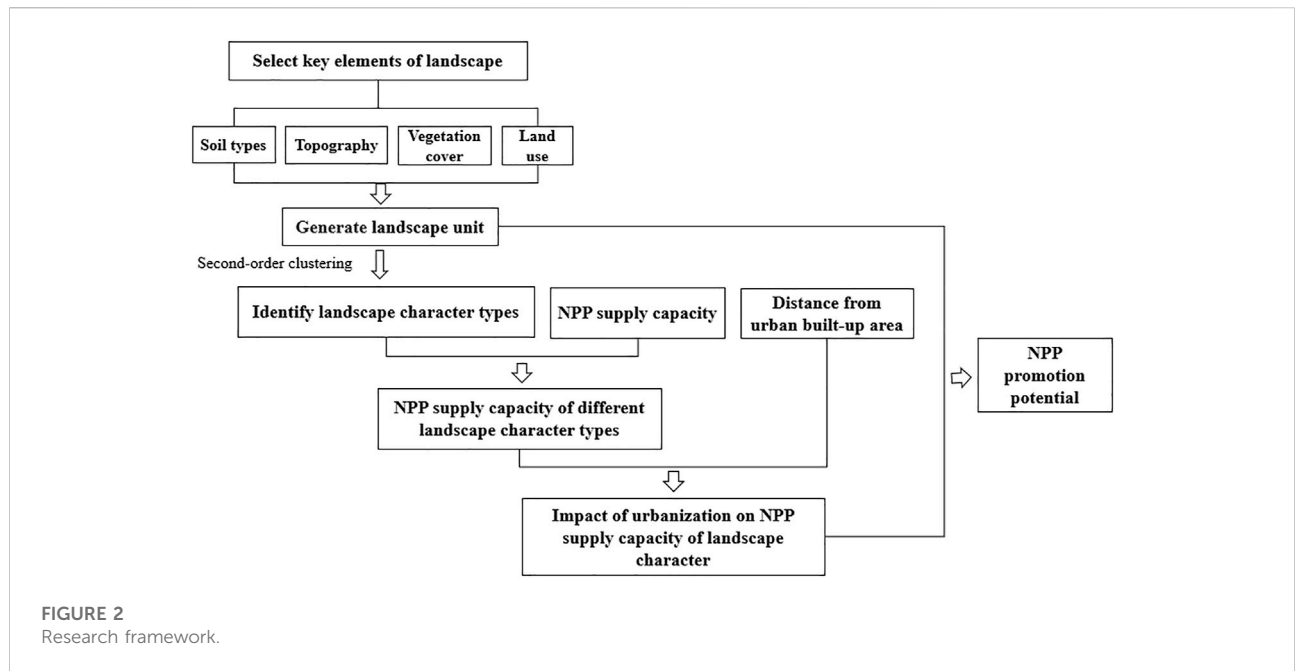 Select key elements of landscape
Soil types
Topography
Vegetation
cover
Land
use
Generate landscape unit
Second-order clustering
Identify landscape character types
NPP supply capacity
Distance from
urban built-up area
NPP
promotion
potential
NPP supply capacity of different
landscape character types
Impact of urbanization on NPP
supply capacity of landscape
character
FIGURE 2
Research framework.